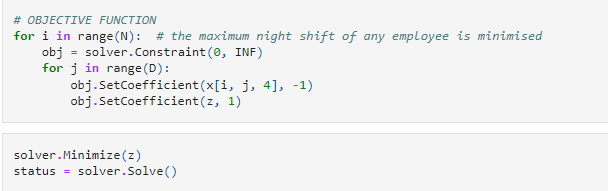 # OBJECTIVE FUNCTION
for i in range(N):  # the maximum night shift of any employee is minimised
    obj = solver.Constraint(0, INF)
    for j in range(D):
        obj.SetCoefficient(x[i, j, 4], -1)
        obj.SetCoefficient(z, 1)
solver.Minimize(z)
status = solver.Solve()